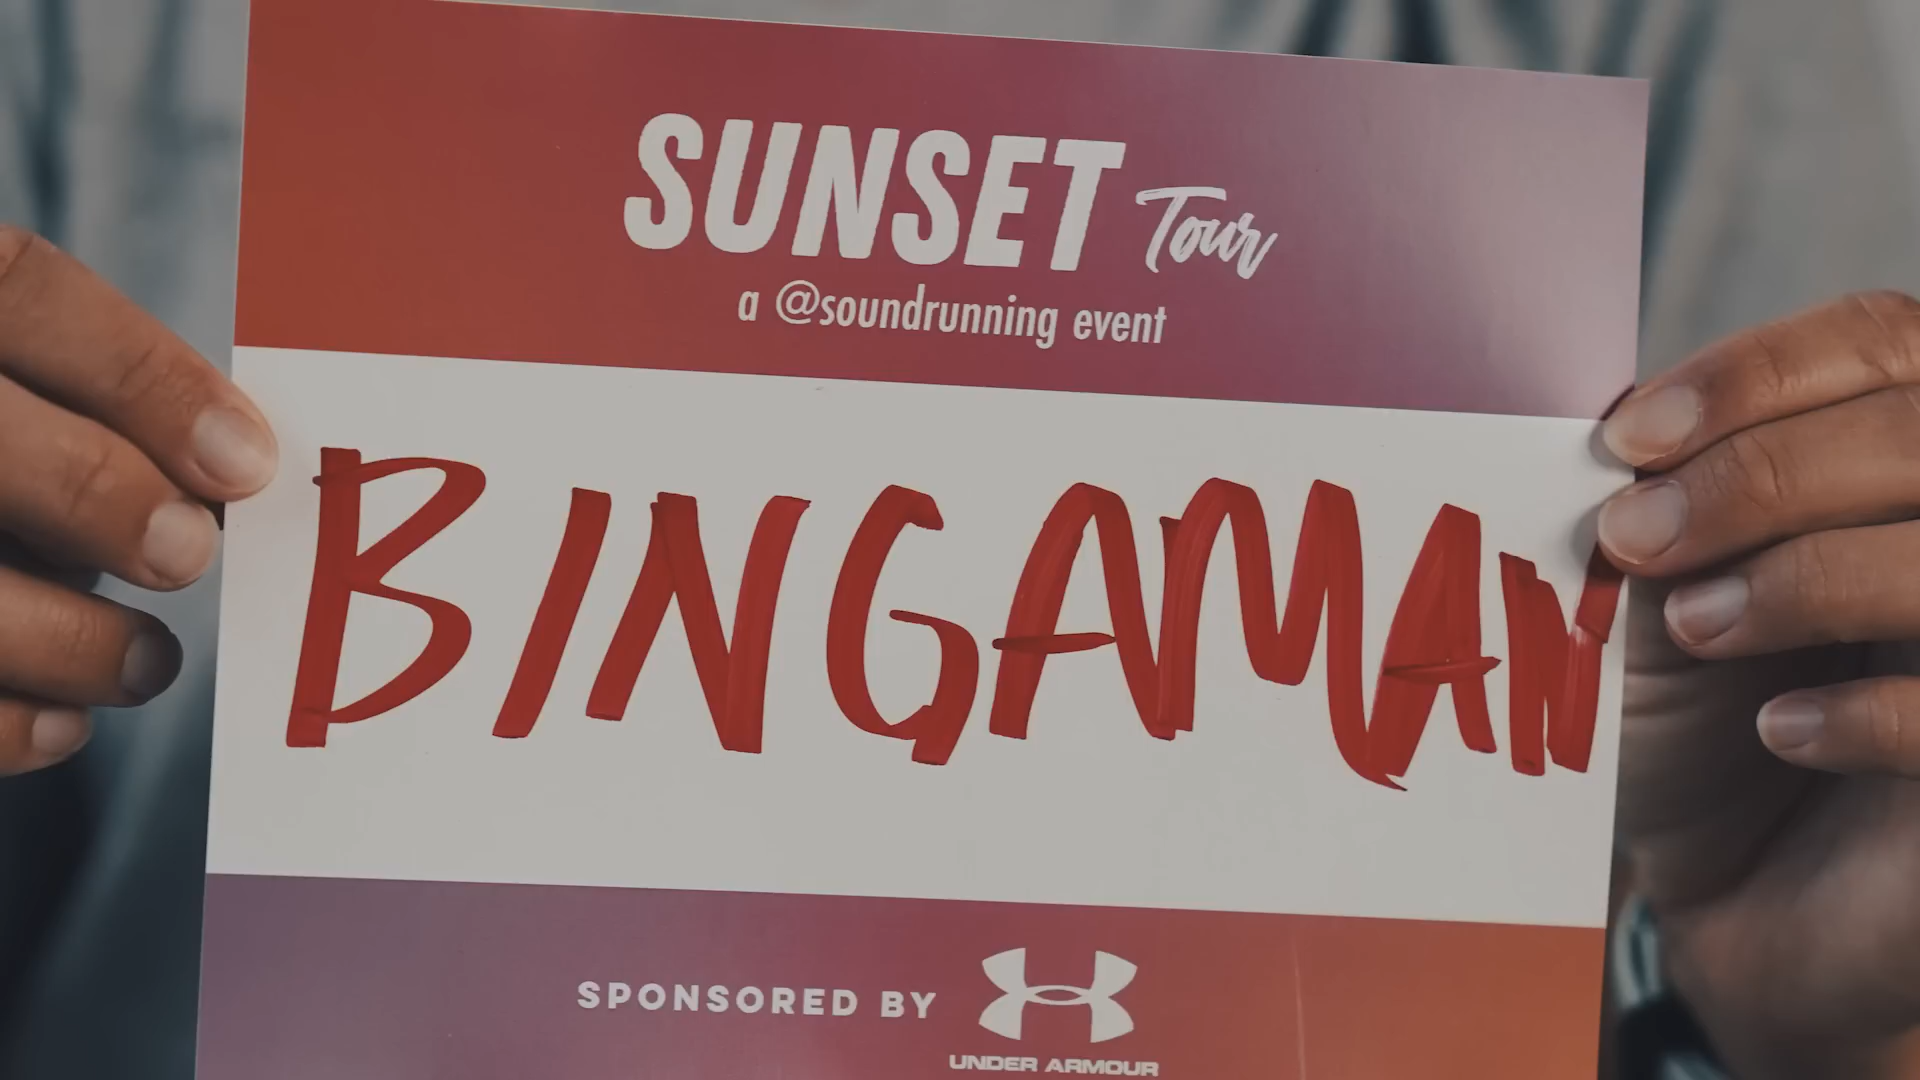 SUNSET Tour
a @soundrunning event
BINGAMAN
SPONSORED BY
UNDER ARMOUR